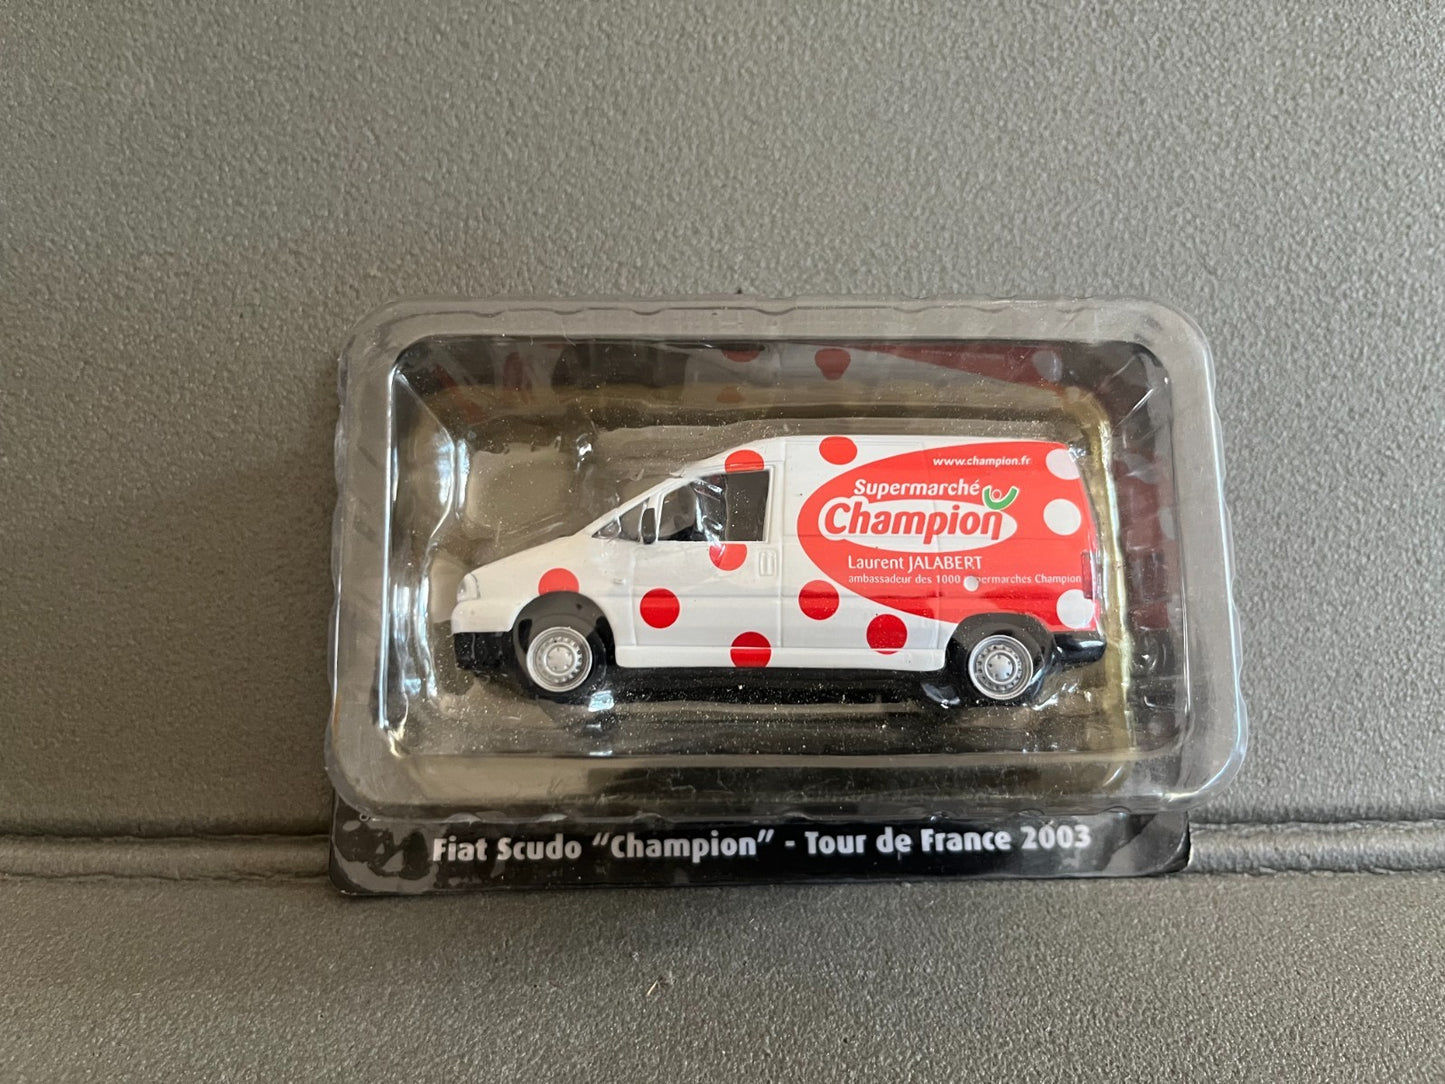 www.champion.fr
Supermarché
Champion
Laurent JALABERT
ambassadeur des 1000 supermarchés Champion
Fiat Scudo “Champion” - Tour de France 2003